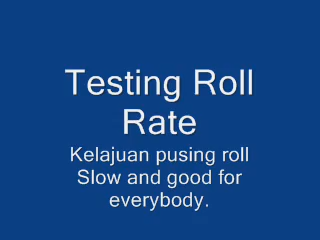 Testing Roll
Rate
Kelajuan pusing roll
Slow and good for
everybody.